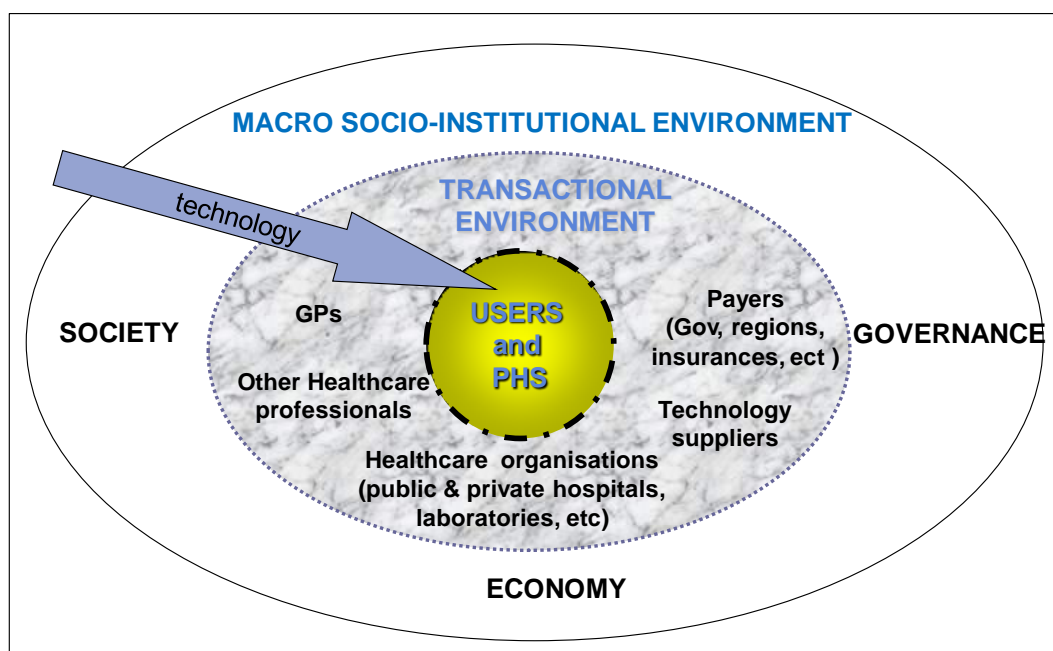 MACRO SOCIO-INSTITUTIONAL ENVIRONMENT
technology
TRANSACTIONAL
ENVIRONMENT
SOCIETY
GPs
USERS
and
PHS
Payers
(Gov, regions,
insurances, ect )
GOVERNANCE
Other Healthcare
professionals
Technology
suppliers
Healthcare organisations
(public & private hospitals,
laboratories, etc)
ECONOMY